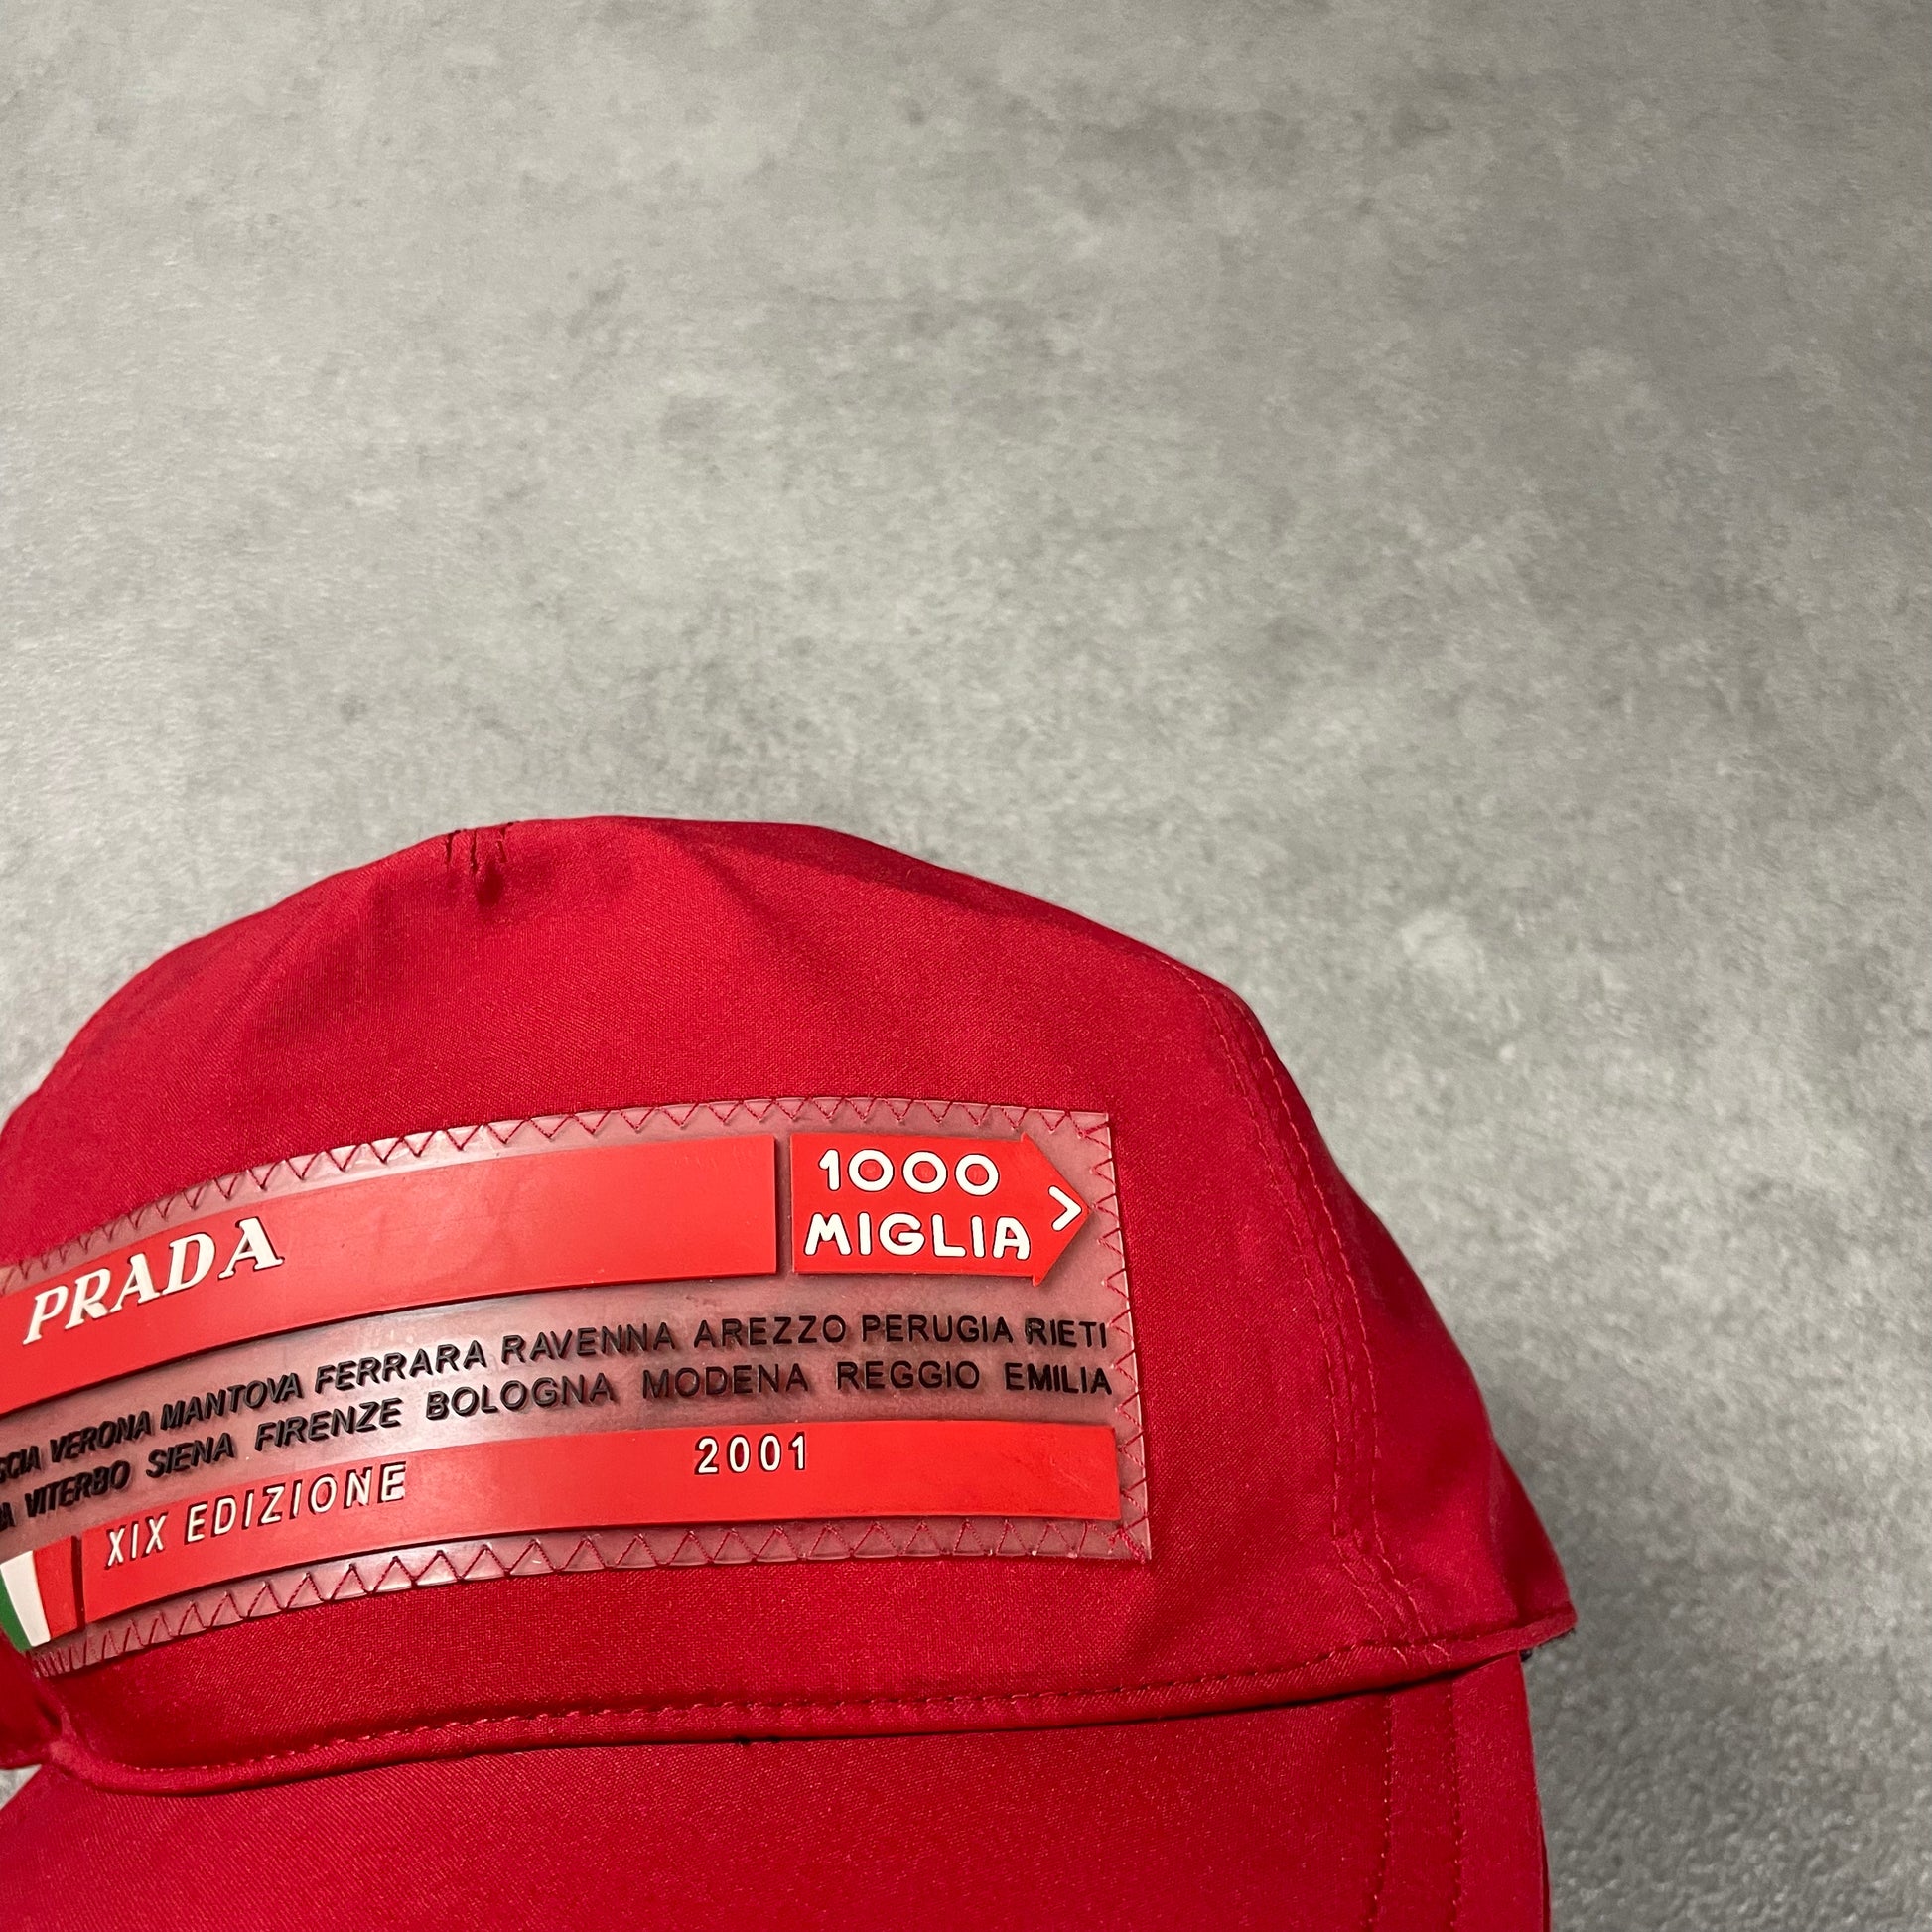 PRADA
1000
MIGLIA >
VERONA MANTOVA FERRARA RAVENNA AREZZO PERUGIA RIETI
VITERBO SIENA FIRENZE BOLOGNA MODENA REGGIO EMILIA
XIX EDIZIONE 2001